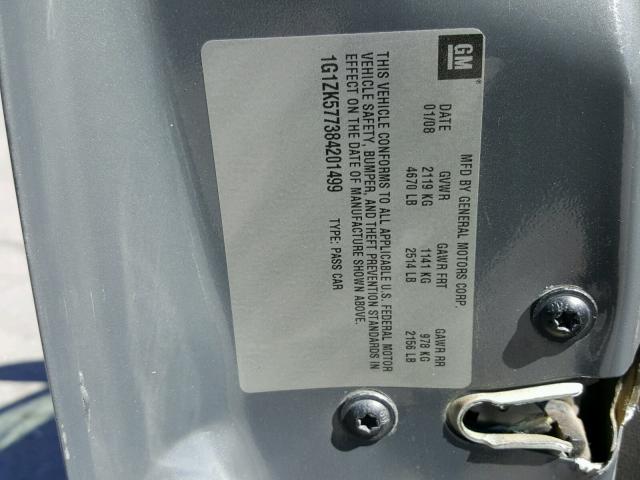 GM
MFD BY GENERAL MOTORS CORP.
DATE GVWR GAWR FRT GAWR RR
01/08 2119 KG 1141 KG 978 KG
4670 LB 2514 LB 2156 LB
THIS VEHICLE CONFORMS TO ALL APPLICABLE U.S. FEDERAL MOTOR
VEHICLE SAFETY, BUMPER, AND THEFT PREVENTION STANDARDS IN
EFFECT ON THE DATE OF MANUFACTURE SHOWN ABOVE.
1G1ZK577384201499 TYPE: PASS CAR